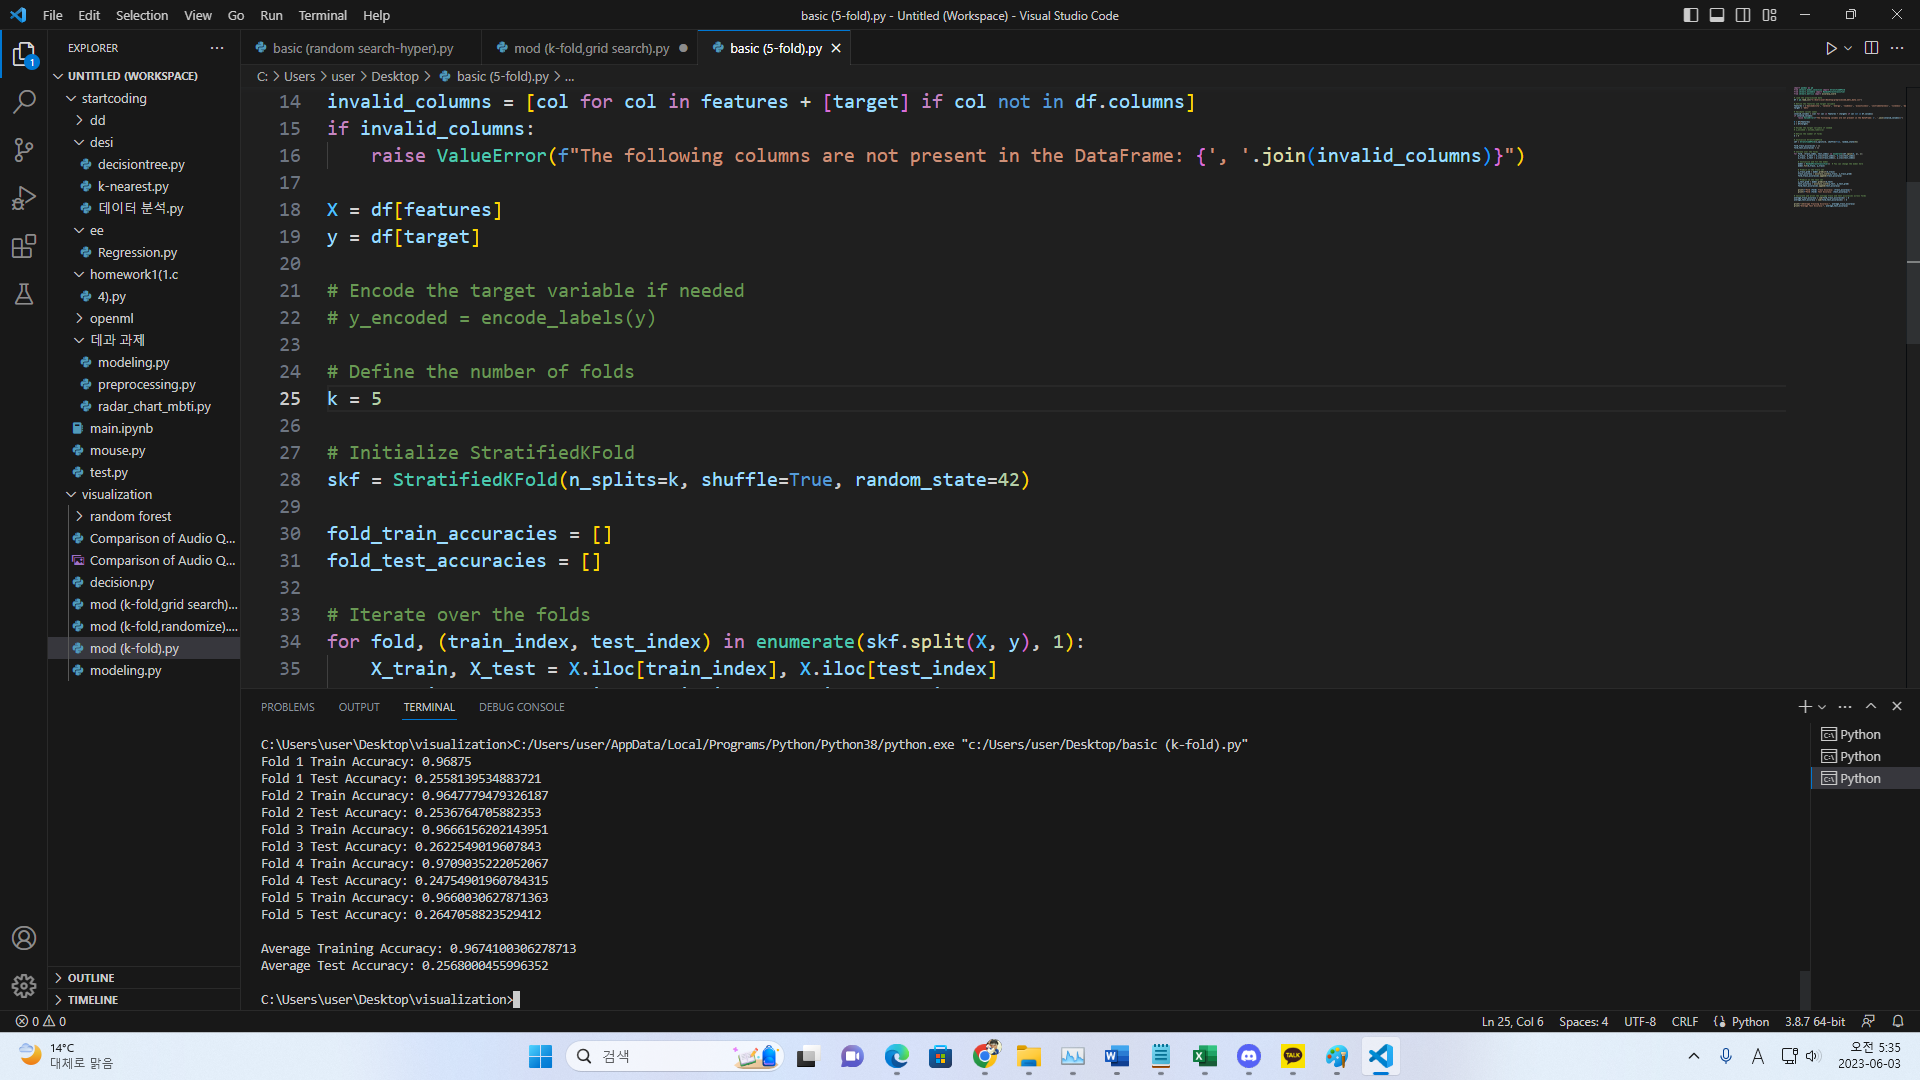 File Edit Selection View Go Run Terminal Help
basic (5-fold).py - Untitled (Workspace) - Visual Studio Code
EXPLORER
UNTITLED (WORKSPACE)
startcoding
dd
desi
decisiontree.py
k-nearest.py
데이터 분석.py
ee
Regression.py
homework1(1.c
4).py
openml
데과 과제
modeling.py
preprocessing.py
radar_chart_mbti.py
main.ipynb
mouse.py
test.py
visualization
random forest
Comparison of Audio Q...
Comparison of Audio Q...
decision.py
mod (k-fold,grid search)...
mod (k-fold,randomize)....
mod (k-fold).py
modeling.py
OUTLINE
TIMELINE
1
basic (random search-hyper).py
mod (k-fold,grid search).py
basic (5-fold).py
C: > Users > user > Desktop > basic (5-fold).py > ...
14 invalid_columns = [col for col in features + [target] if col not in df.columns]
15 if invalid_columns:
16     raise ValueError(f"The following columns are not present in the DataFrame: {', '.join(invalid_columns)}")
17
18 X = df[features]
19 y = df[target]
20
21 # Encode the target variable if needed
22 # y_encoded = encode_labels(y)
23
24 # Define the number of folds
25 k = 5
26
27 # Initialize StratifiedKFold
28 skf = StratifiedKFold(n_splits=k, shuffle=True, random_state=42)
29
30 fold_train_accuracies = []
31 fold_test_accuracies = []
32
33 # Iterate over the folds
34 for fold, (train_index, test_index) in enumerate(skf.split(X, y), 1):
35     X_train, X_test = X.iloc[train_index], X.iloc[test_index]
PROBLEMS OUTPUT TERMINAL DEBUG CONSOLE
C:\Users\user\Desktop\visualization>C:/Users/user/AppData/Local/Programs/Python/Python38/python.exe "c:/Users/user/Desktop/basic (k-fold).py"
Fold 1 Train Accuracy: 0.96875
Fold 1 Test Accuracy: 0.2558139534883721
Fold 2 Train Accuracy: 0.9647779479326187
Fold 2 Test Accuracy: 0.2536764705882353
Fold 3 Train Accuracy: 0.9666156202143951
Fold 3 Test Accuracy: 0.2622549019607843
Fold 4 Train Accuracy: 0.9709035222052067
Fold 4 Test Accuracy: 0.24754901960784315
Fold 5 Train Accuracy: 0.9660030627871363
Fold 5 Test Accuracy: 0.2647058823529412
Average Training Accuracy: 0.9674100306278713
Average Test Accuracy: 0.2568000455996352
C:\Users\user\Desktop\visualization>
Python
Python
Python
0 0
Ln 25, Col 6 Spaces: 4 UTF-8 CRLF Python 3.8.7 64-bit
14°C
대체로 맑음
검색
TALK
A
오전 5:35
2023-06-03